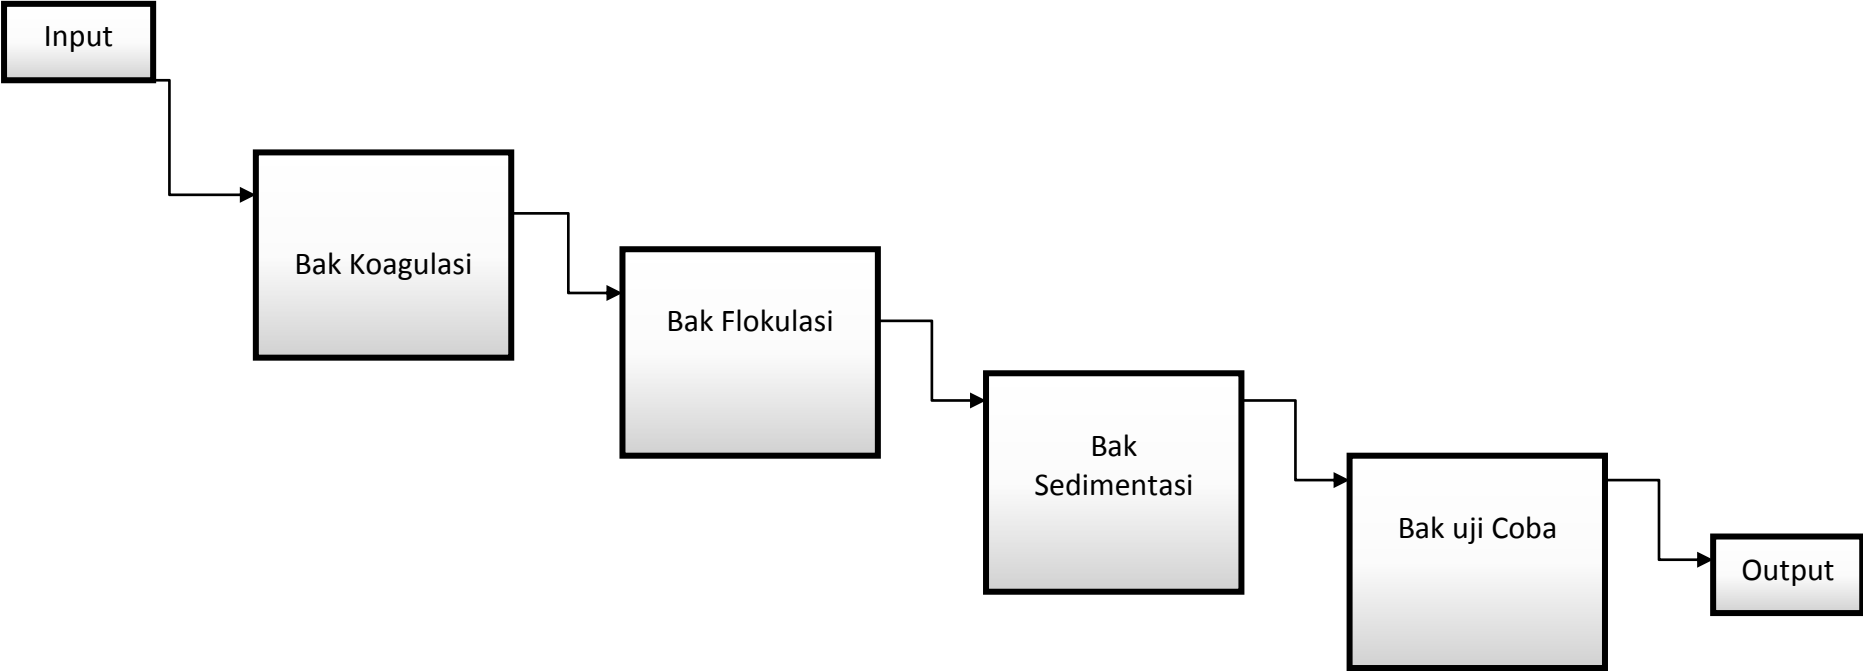 Input
Bak Koagulasi
Bak Flokulasi
Bak
Sedimentasi
Bak uji Coba
Output